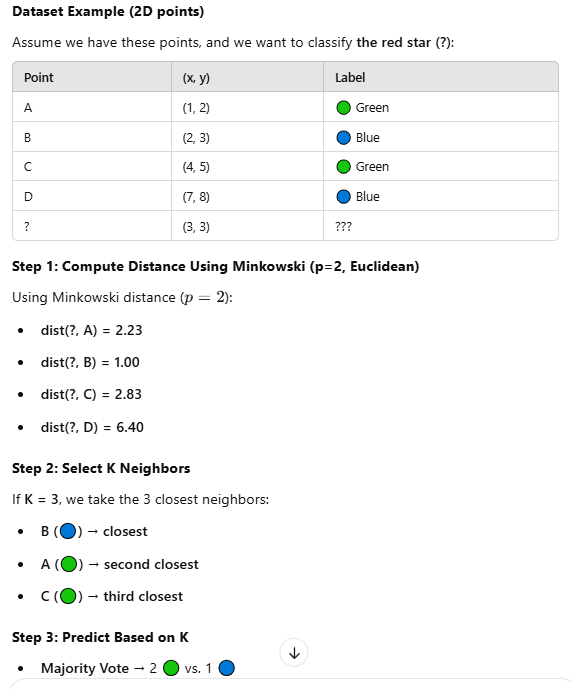 Dataset Example (2D points)
Assume we have these points, and we want to classify the red star (?):
Point (x, y) Label
A (1, 2) Green
B (2, 3) Blue
C (4, 5) Green
D (7, 8) Blue
? (3, 3) ???
Step 1: Compute Distance Using Minkowski (p=2, Euclidean)
Using Minkowski distance (p = 2):
dist(?, A) = 2.23
dist(?, B) = 1.00
dist(?, C) = 2.83
dist(?, D) = 6.40
Step 2: Select K Neighbors
If K = 3, we take the 3 closest neighbors:
B (🔵) → closest
A (🟢) → second closest
C (🟢) → third closest
Step 3: Predict Based on K
Majority Vote → 2 🟢 vs. 1 🔵